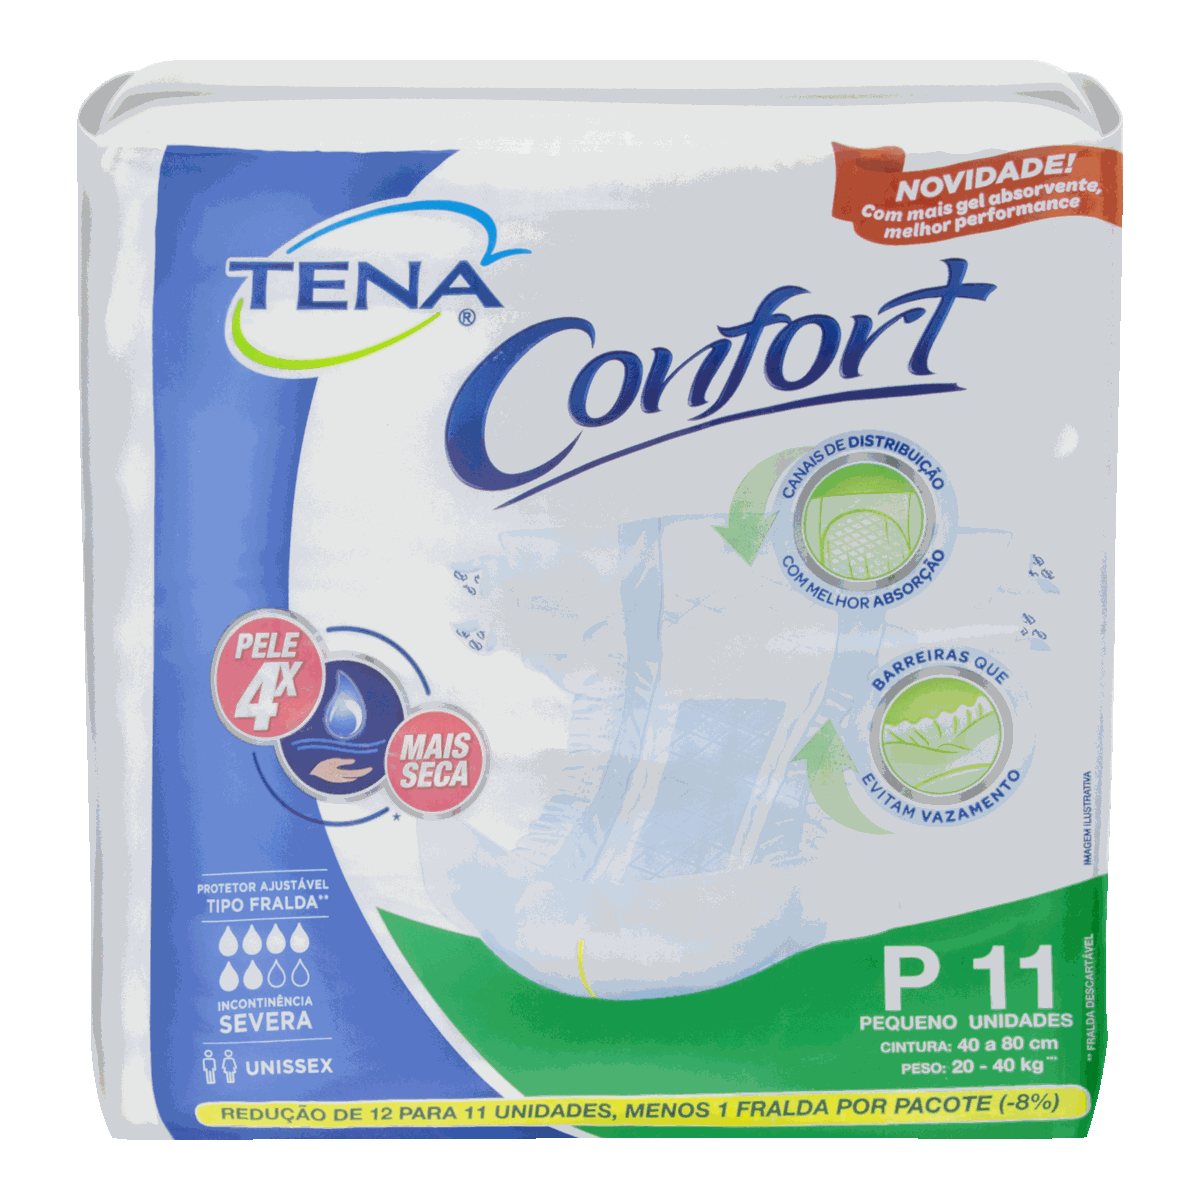 NOVIDADE!
Com mais gel absorvente,
melhor performance
TENA®
Confort
CANAIS DE DISTRIBUIÇÃO
COM MELHOR ABSORÇÃO
PELE
4X
MAIS
SECA
*
BARREIRAS QUE
EVITAM VAZAMENTO
IMAGEM ILUSTRATIVA
PROTETOR AJUSTÁVEL
TIPO FRALDA**
INCONTINÊNCIA
SEVERA
UNISSEX
P 11
PEQUENO UNIDADES
CINTURA: 40 a 80 cm
PESO: 20 - 40 kg***
** FRALDA DESCARTÁVEL
REDUÇÃO DE 12 PARA 11 UNIDADES, MENOS 1 FRALDA POR PACOTE (-8%)